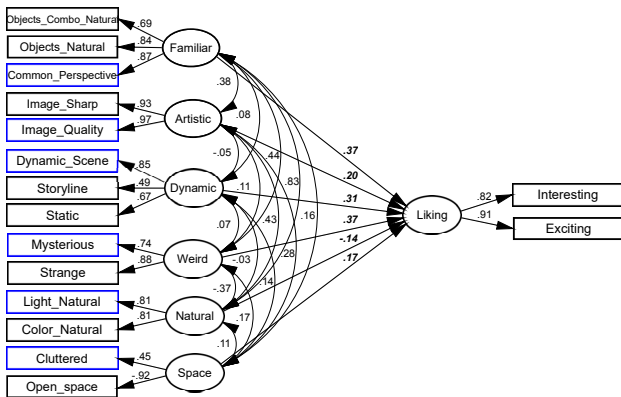 Objects_Combo_Natural
.69
Objects_Natural
.84
Familiar
.87
Common_Perspective
.38
Image_Sharp
.93
Artistic
.08
.97
Image_Quality
-.05
.44
.37
Dynamic_Scene
.85
.83
.20
Storyline
.49
Dynamic
.11
.31
.82
Interesting
.67
Static
.16
Liking
.07
.43
.37
.91
Exciting
Mysterious
.74
Weird
-.03
.28
-.14
Strange
.88
.17
-.37
.14
Light_Natural
.81
Natural
.81
.17
Color_Natural
.11
Cluttered
.45
Space
-.92
Open_space